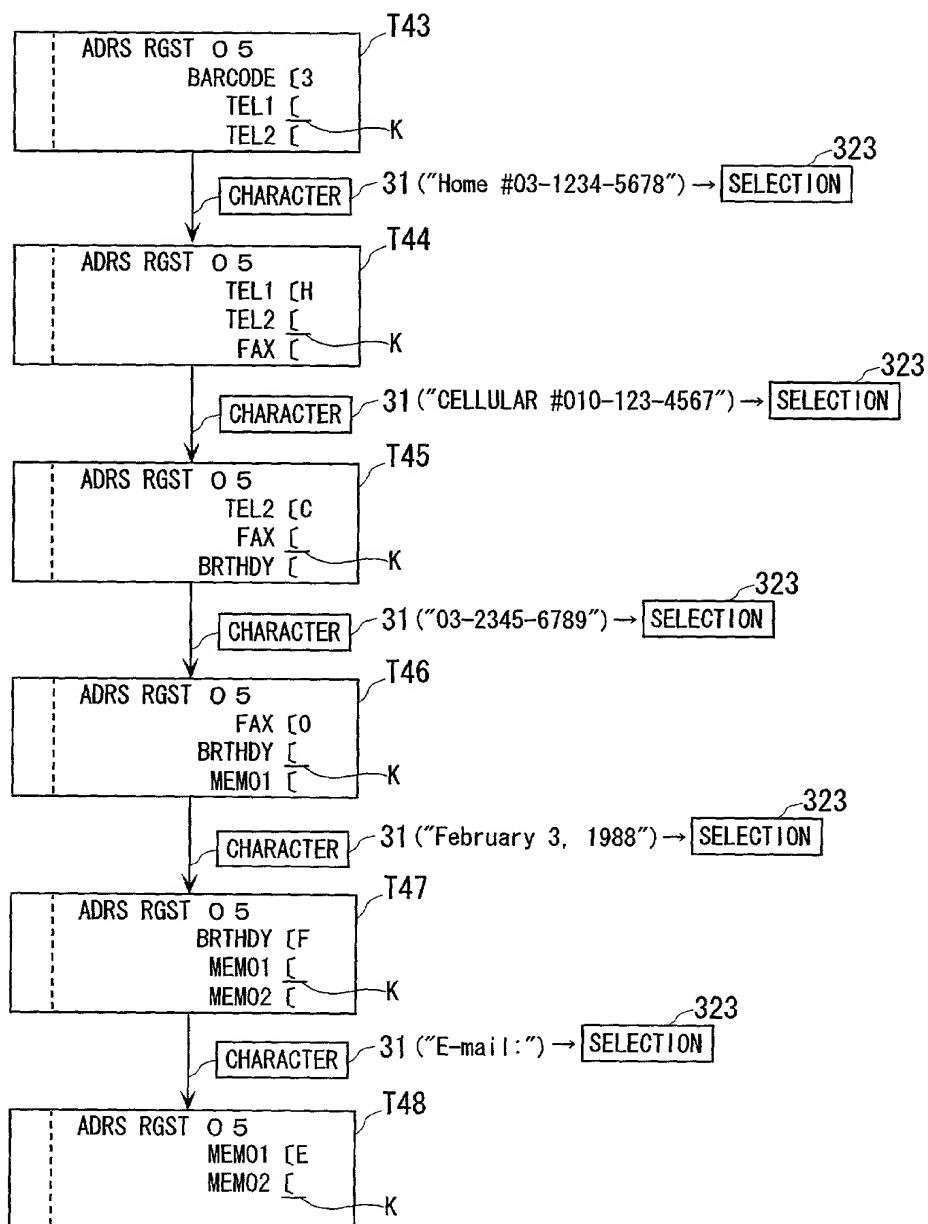 T43
ADRS RGST 05
BARCODE [3
TEL1 [
TEL2 [
K
CHARACTER 31 ("Home #03-1234-5678") → SELECTION 323
T44
ADRS RGST 05
TEL1 [H
TEL2 [
FAX [
K
CHARACTER 31 ("CELLULAR #010-123-4567") → SELECTION 323
T45
ADRS RGST 05
TEL2 [C
FAX [
BRTHDY [
K
CHARACTER 31 ("03-2345-6789") → SELECTION 323
T46
ADRS RGST 05
FAX [0
BRTHDY [
MEMO1 [
K
CHARACTER 31 ("February 3, 1988") → SELECTION 323
T47
ADRS RGST 05
BRTHDY [F
MEMO1 [
MEMO2 [
K
CHARACTER 31 ("E-mail:") → SELECTION 323
T48
ADRS RGST 05
MEMO1 [E
MEMO2 [
K